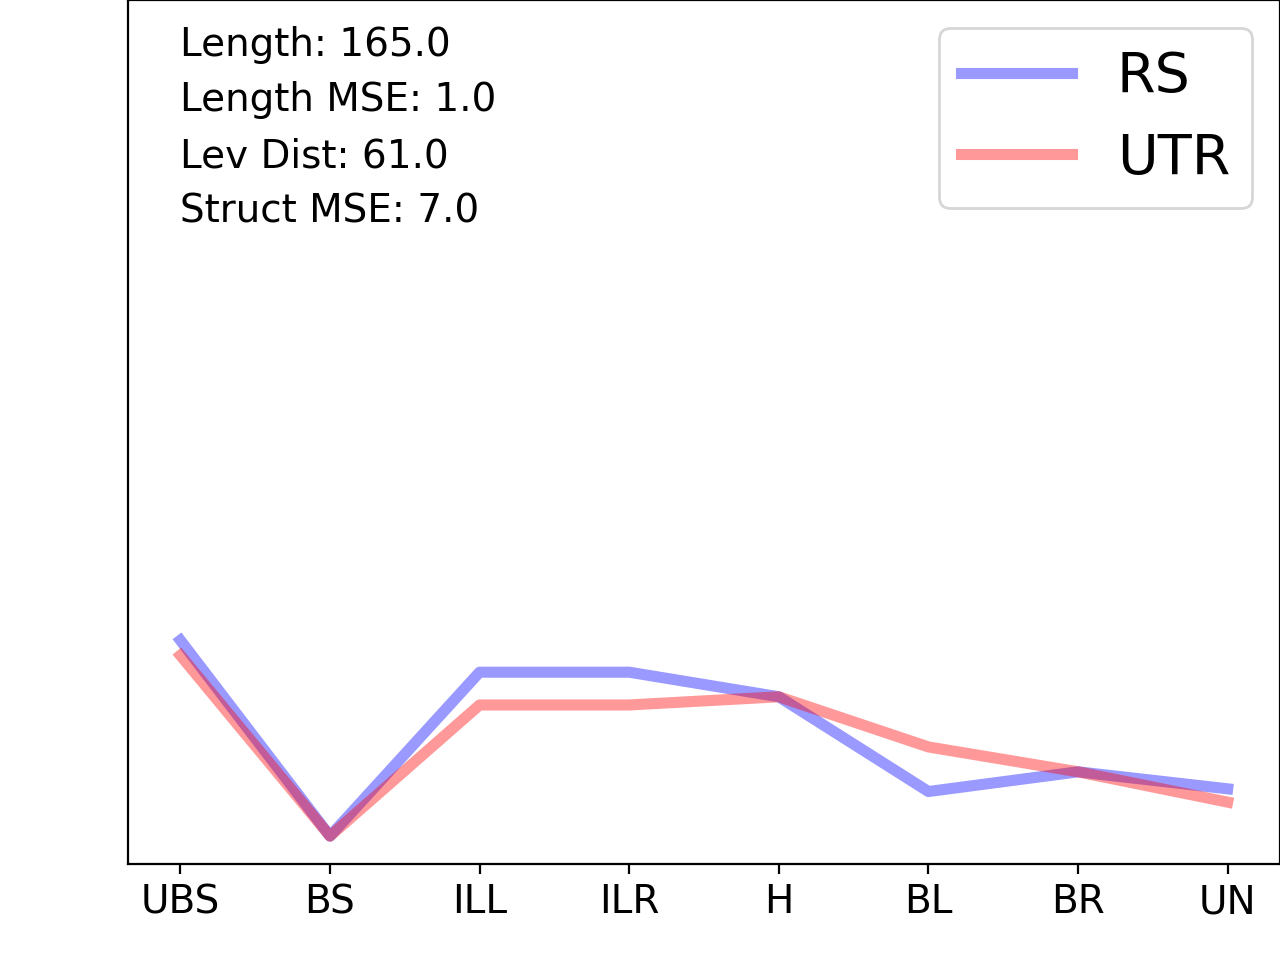 Length: 165.0
Length MSE: 1.0
Lev Dist: 61.0
Struct MSE: 7.0
RS
UTR
UBS BS ILL ILR H BL BR UN